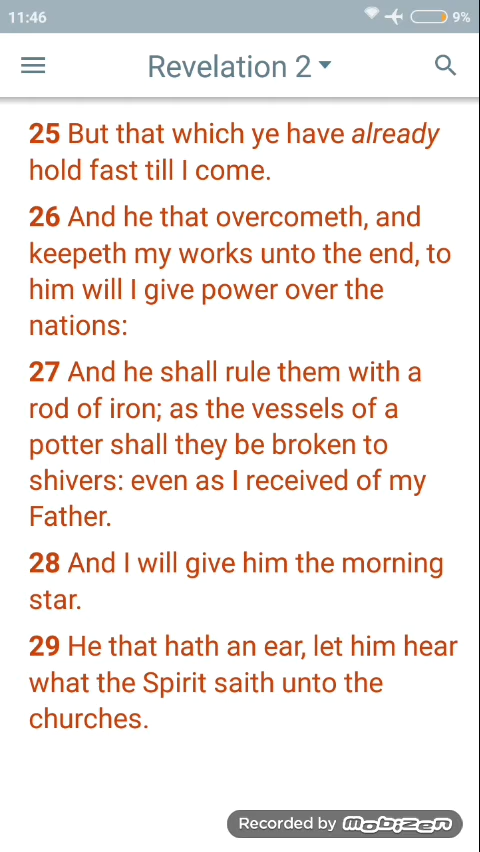 11:46
9%
Revelation 2
25 But that which ye have already
hold fast till I come.
26 And he that overcometh, and
keepeth my works unto the end, to
him will I give power over the
nations:
27 And he shall rule them with a
rod of iron; as the vessels of a
potter shall they be broken to
shivers: even as I received of my
Father.
28 And I will give him the morning
star.
29 He that hath an ear, let him hear
what the Spirit saith unto the
churches.
Recorded by mobizen